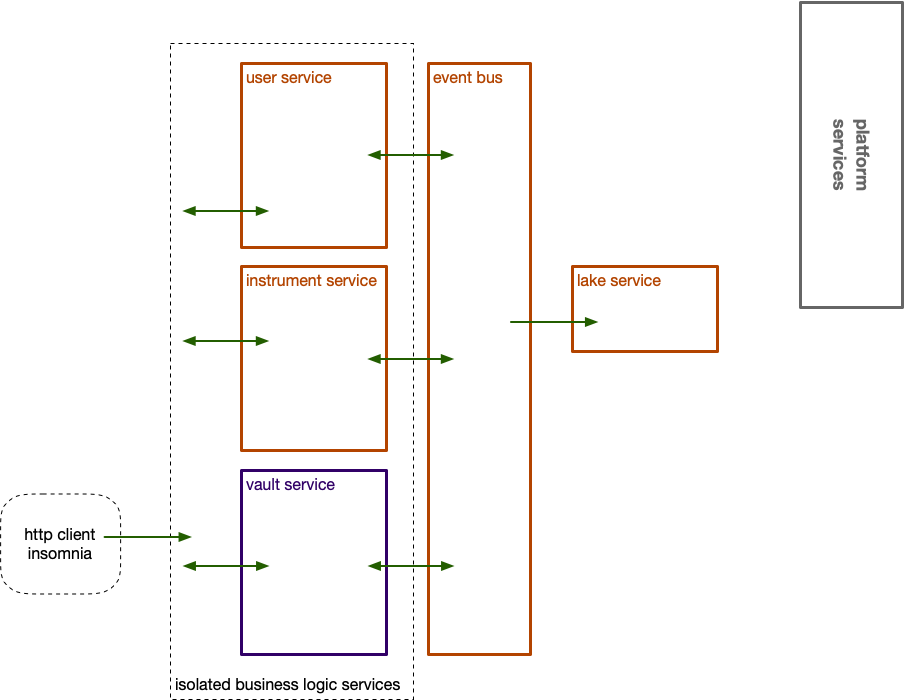 user service
event bus
platform
services
instrument service
lake service
vault service
http client
insomnia
isolated business logic services